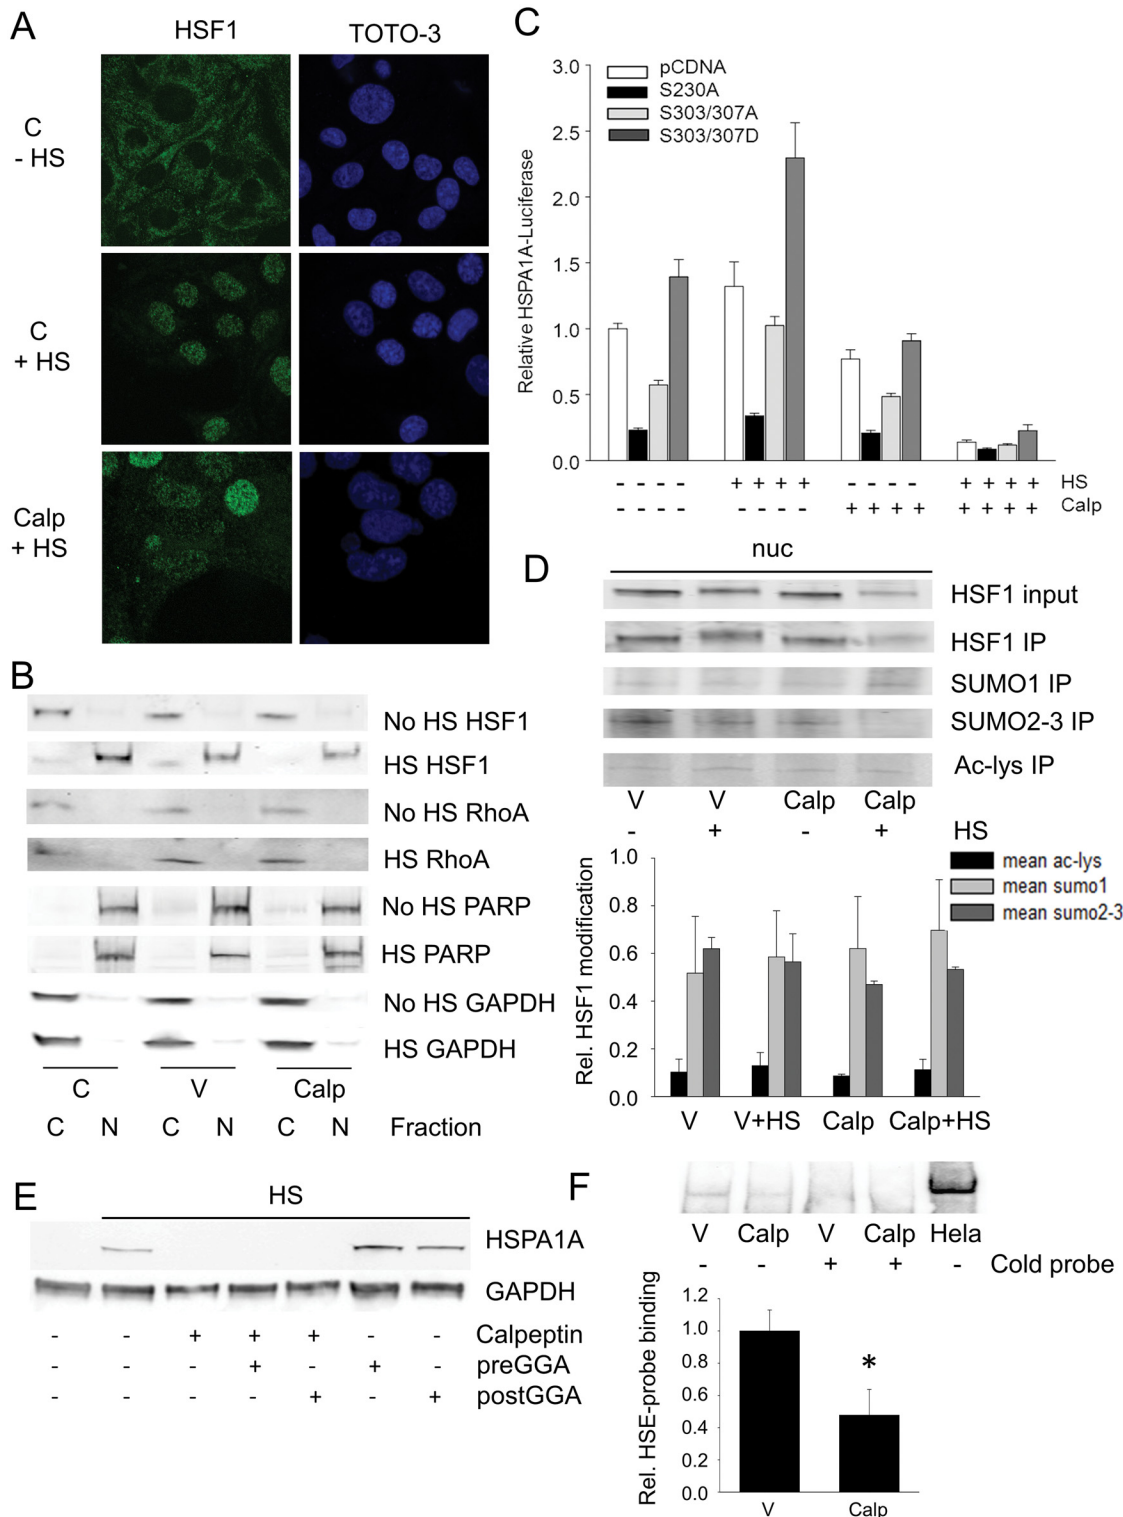 A
HSF1
TOTO-3
C
- HS
C
+ HS
Calp
+ HS
B
No HS HSF1
HS HSF1
No HS RhoA
HS RhoA
No HS PARP
HS PARP
No HS GAPDH
HS GAPDH
C V Calp
C N C N C N Fraction
C
pCDNA
S230A
S303/307A
S303/307D
Relative HSPA1A-Luciferase
3.0
2.5
2.0
1.5
1.0
0.5
0.0
- - - - + + + + - - - - + + + + HS
- - - - - - - - + + + + + + + + Calp
D
nuc
HSF1 input
HSF1 IP
SUMO1 IP
SUMO2-3 IP
Ac-lys IP
V V Calp Calp
- + - + HS
mean ac-lys
mean sumo1
mean sumo2-3
Rel. HSF1 modification
1.0
0.8
0.6
0.4
0.2
0.0
V V+HS Calp Calp+HS
E
HS
HSPA1A
GAPDH
- - + + + - - Calpeptin
- - - + - + - preGGA
- - - - + - + postGGA
F
V Calp V Calp Hela
- - + + - Cold probe
Rel. HSE-probe binding
1.2
1.0
0.8
0.6
0.4
0.2
0.0
*
V Calp